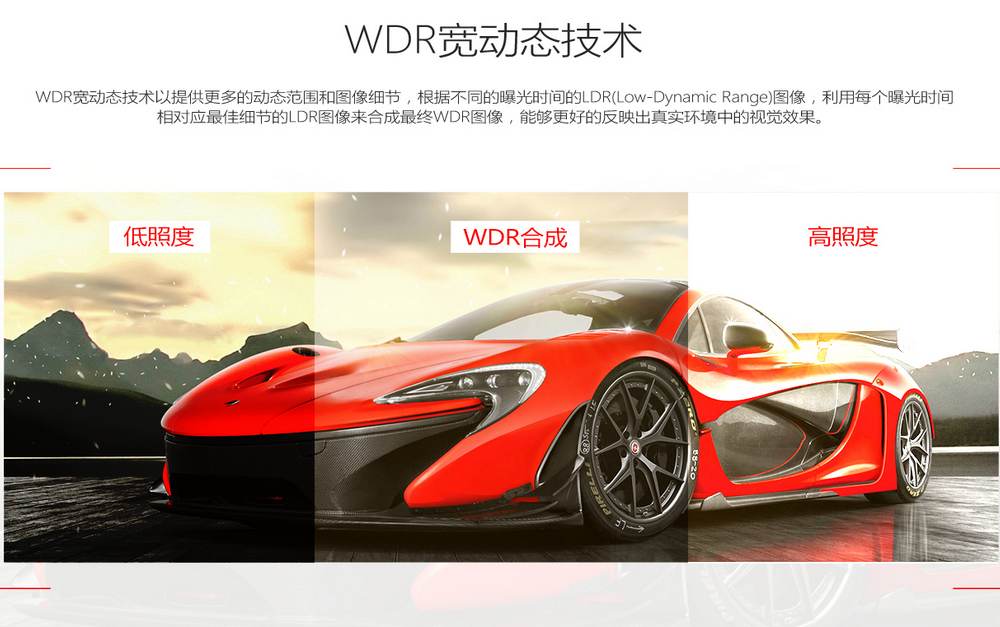 WDR宽动态技术
WDR宽动态技术以提供更多的动态范围和图像细节，根据不同的曝光时间的LDR(Low-Dynamic Range)图像，利用每个曝光时间
相对应最佳细节的LDR图像来合成最终WDR图像，能够更好的反映出真实环境中的视觉效果。
低照度
WDR合成
高照度